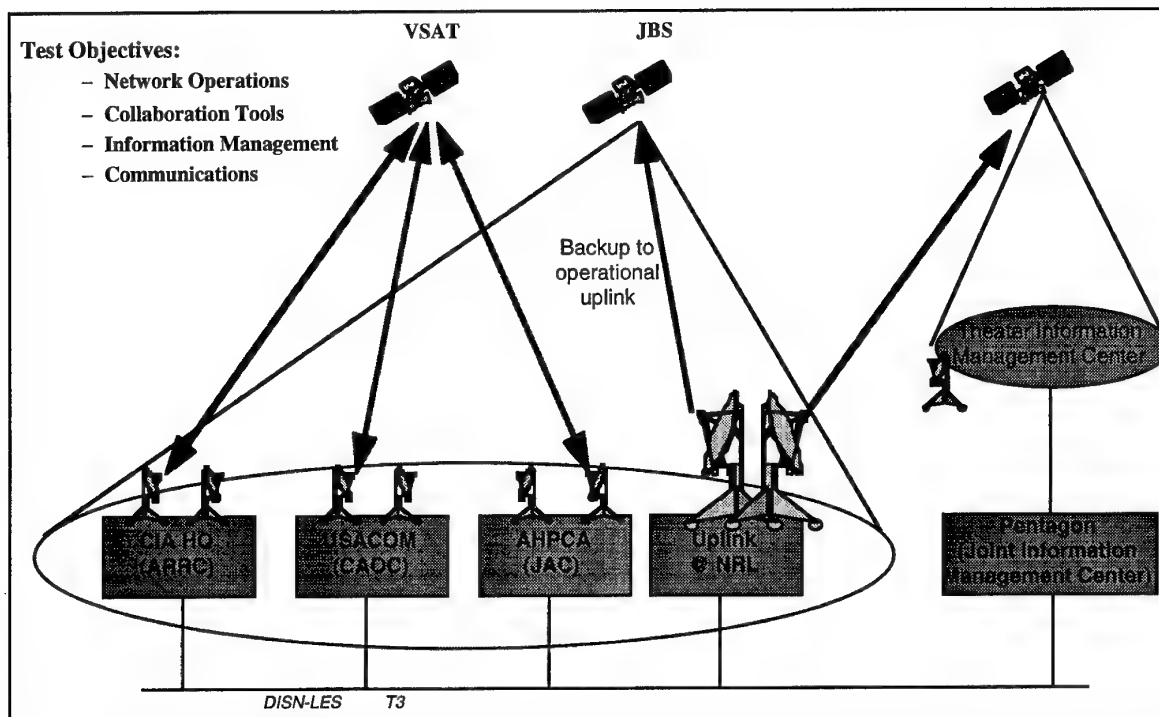 VSAT
JBS
Test Objectives:
– Network Operations
– Collaboration Tools
– Information Management
– Communications
Backup to
operational
uplink
Theater Information
Management Center
CIA HQ
(ARRC)
USACOM
(CAOC)
AHPCA
(JAC)
Uplink
@ NRL
Pentagon
(Joint Information
Management Center)
DISN-LES T3